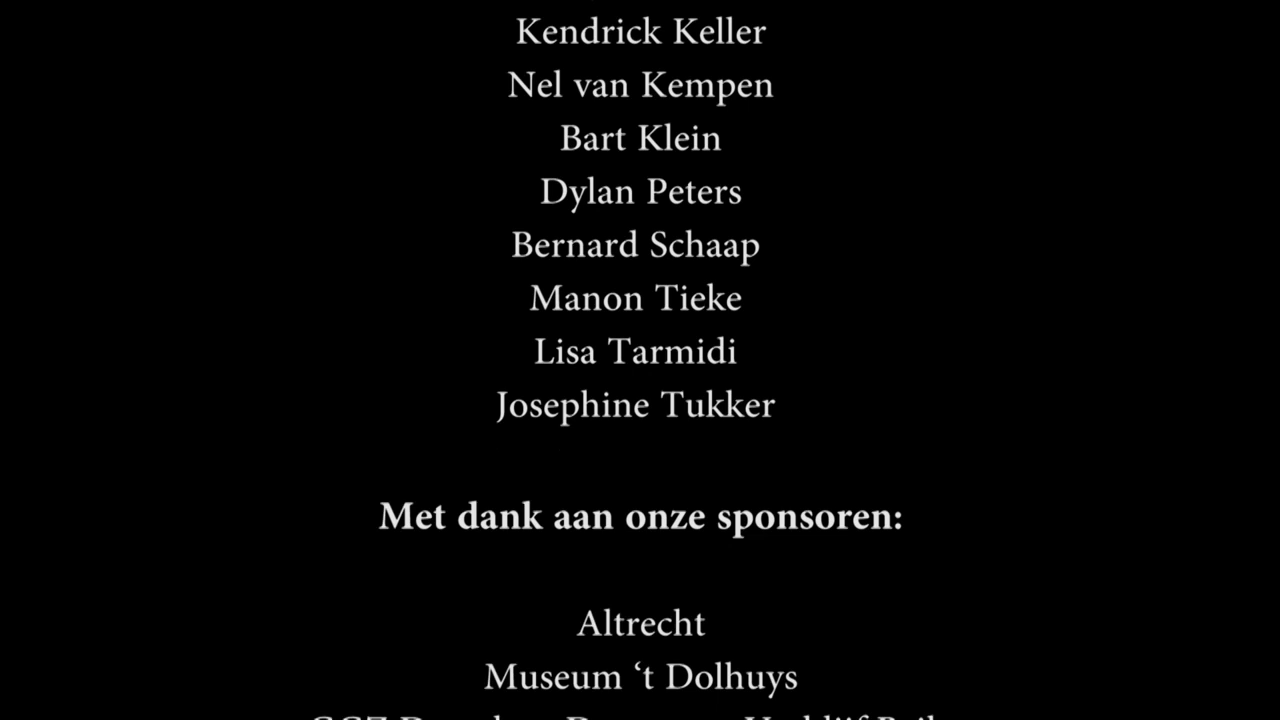 Kendrick Keller
Nel van Kempen
Bart Klein
Dylan Peters
Bernard Schaap
Manon Tieke
Lisa Tarmidi
Josephine Tukker
Met dank aan onze sponsoren:
Altrecht
Museum ‘t Dolhuys